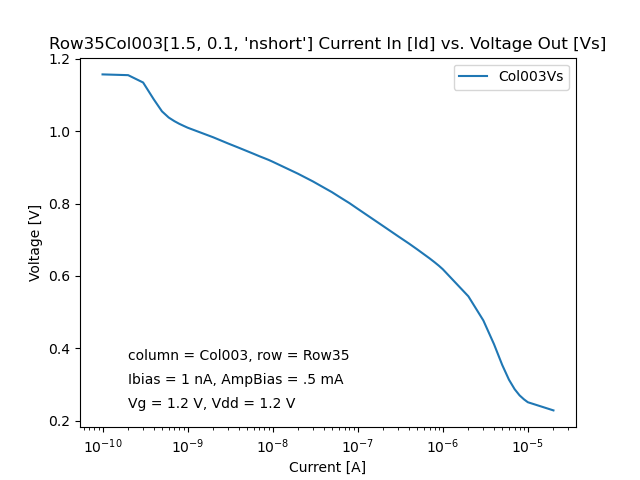 Row35Col003[1.5, 0.1, 'nshort'] Current In [Id] vs. Voltage Out [Vs]
Col003Vs
1.2
1.0
0.8
0.6
0.4
0.2
Voltage [V]
column = Col003, row = Row35
Ibias = 1 nA, AmpBias = .5 mA
Vg = 1.2 V, Vdd = 1.2 V
10⁻¹⁰ 10⁻⁹ 10⁻⁸ 10⁻⁷ 10⁻⁶ 10⁻⁵
Current [A]